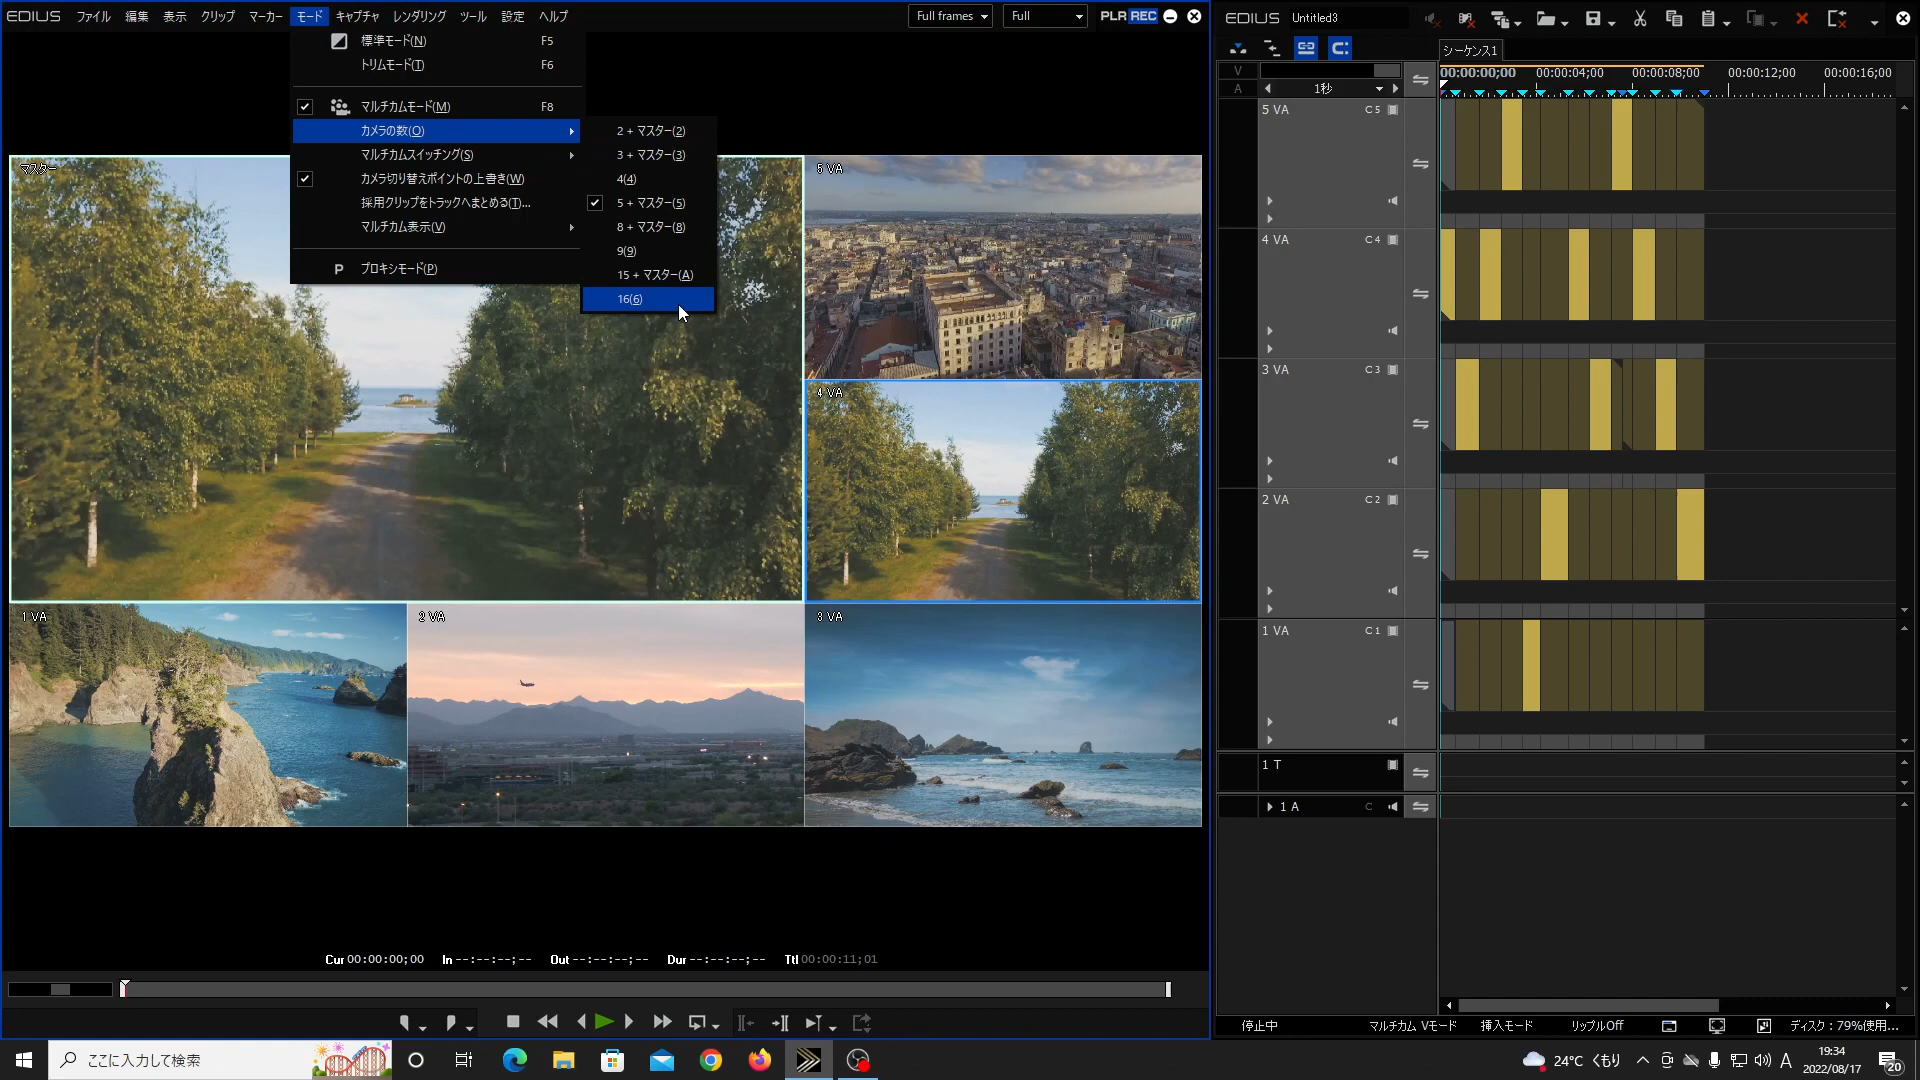 EDIUS ファイル 編集 表示 クリップ マーカー モード キャプチャ レンダリング ツール 設定 ヘルプ Full frames Full PLR REC
標準モード(N) F5
トリムモード(T) F6
マルチカムモード(M) F8
カメラの数(O)
マルチカムスイッチング(S)
カメラ切り替えポイントの上書き(W)
採用クリップをトラックへまとめる(T)...
マルチカム表示(V)
P プロキシモード(P)
2 + マスター(2)
3 + マスター(3)
4(4)
5 + マスター(5)
8 + マスター(8)
9(9)
15 + マスター(A)
16(6)
マスター
5 VA
4 VA
1 VA
2 VA
3 VA
Cur 00:00:00;00 In --:--:--;-- Out --:--:--;-- Dur --:--:--;-- Ttl 00:00:11;01
EDIUS Untitled3
シーケンス1
V
A
1秒
00:00:00;00 00:00:04;00 00:00:08;00 00:00:12;00 00:00:16;00
5 VA C 5
4 VA C 4
3 VA C 3
2 VA C 2
1 VA C 1
1 T
1 A C
停止中 マルチカム Vモード 挿入モード リップルOff ディスク : 79%使用...
ここに入力して検索
24°C くもり
A
19:34
2022/08/17
20